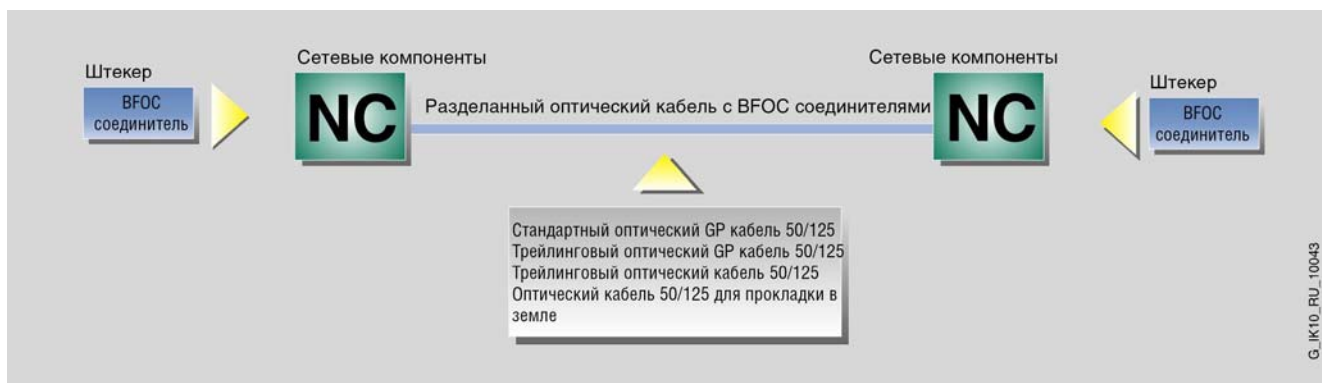 Сетевые компоненты
Сетевые компоненты
Штекер
Штекер
BFOC
соединитель
NC
Разделанный оптический кабель с BFOC соединителями
NC
BFOC
соединитель
Стандартный оптический GP кабель 50/125
Трейлинговый оптический GP кабель 50/125
Трейлинговый оптический кабель 50/125
Оптический кабель 50/125 для прокладки в
земле
G_IK10_RU_10043